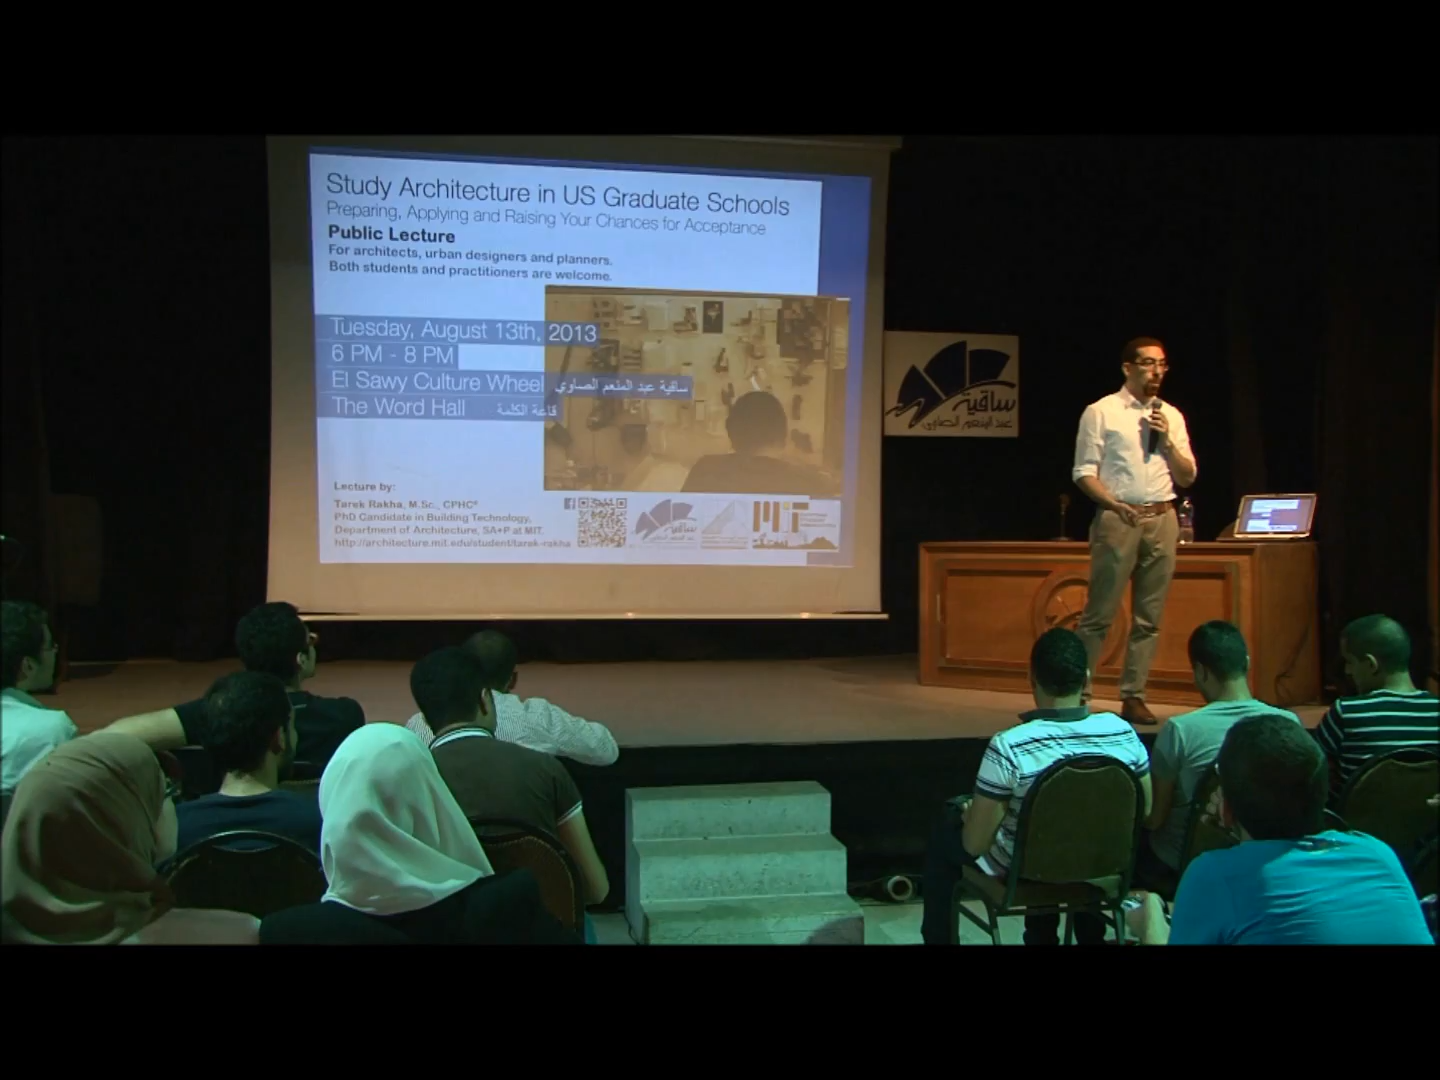 Study Architecture in US Graduate Schools
Preparing, Applying and Raising Your Chances for Acceptance
Public Lecture
For architects, urban designers and planners.
Both students and practitioners are welcome.
Tuesday, August 13th, 2013
6 PM - 8 PM
El Sawy Culture Wheel ساقية عبد المنعم الصاوي
The Word Hall قاعة الكلمة
Lecture by:
Tarek Rakha, M.Sc., CPHC®
PhD Candidate in Building Technology,
Department of Architecture, SA+P at MIT.
http://architecture.mit.edu/student/tarek-rakha
MIT
ساقية
عبد المنعم الصاوي